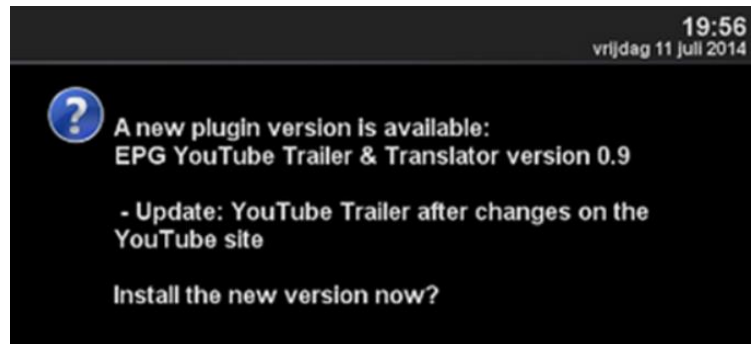 19:56
vrijdag 11 juli 2014
?
A new plugin version is available:
EPG YouTube Trailer & Translator version 0.9
- Update: YouTube Trailer after changes on the
YouTube site
Install the new version now?